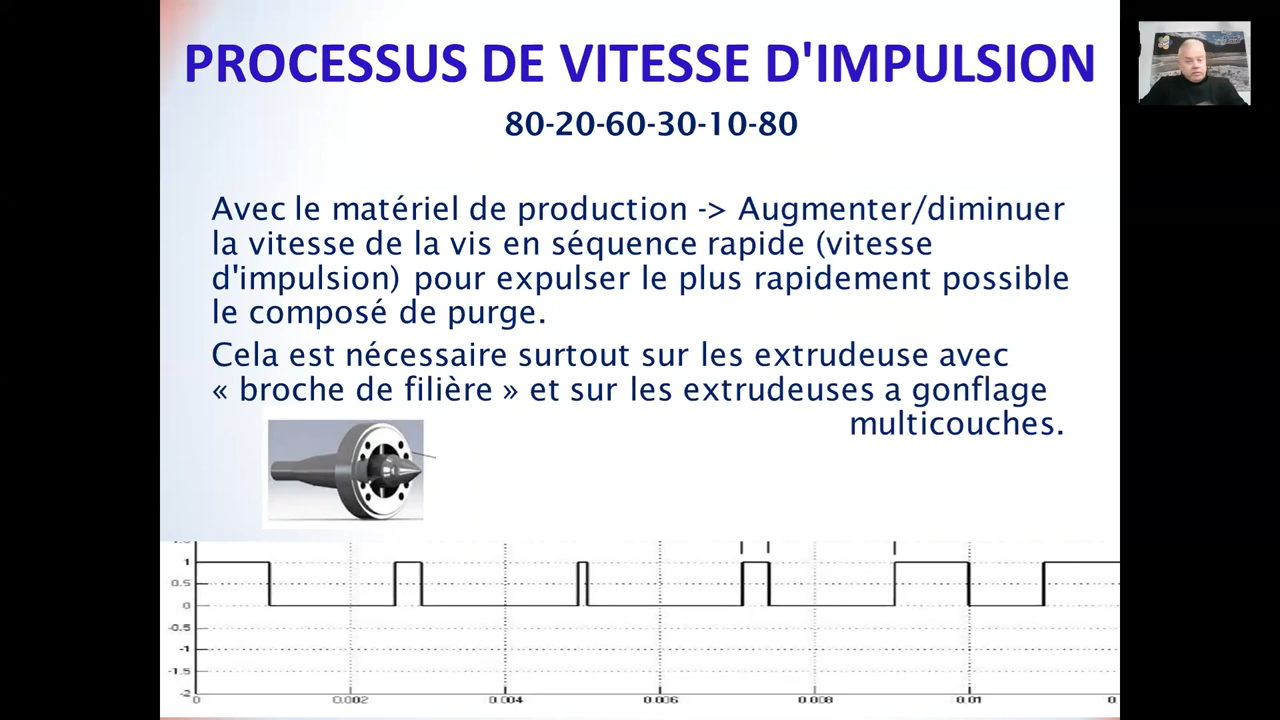 PROCESSUS DE VITESSE D'IMPULSION
80-20-60-30-10-80
Avec le matériel de production -> Augmenter/diminuer
la vitesse de la vis en séquence rapide (vitesse
d'impulsion) pour expulser le plus rapidement possible
le composé de purge.
Cela est nécessaire surtout sur les extrudeuse avec
« broche de filière » et sur les extrudeuses a gonflage
multicouches.
1
0.5
0
-0.5
-1
-1.5
-2
0 0.002 0.004 0.006 0.008 0.01